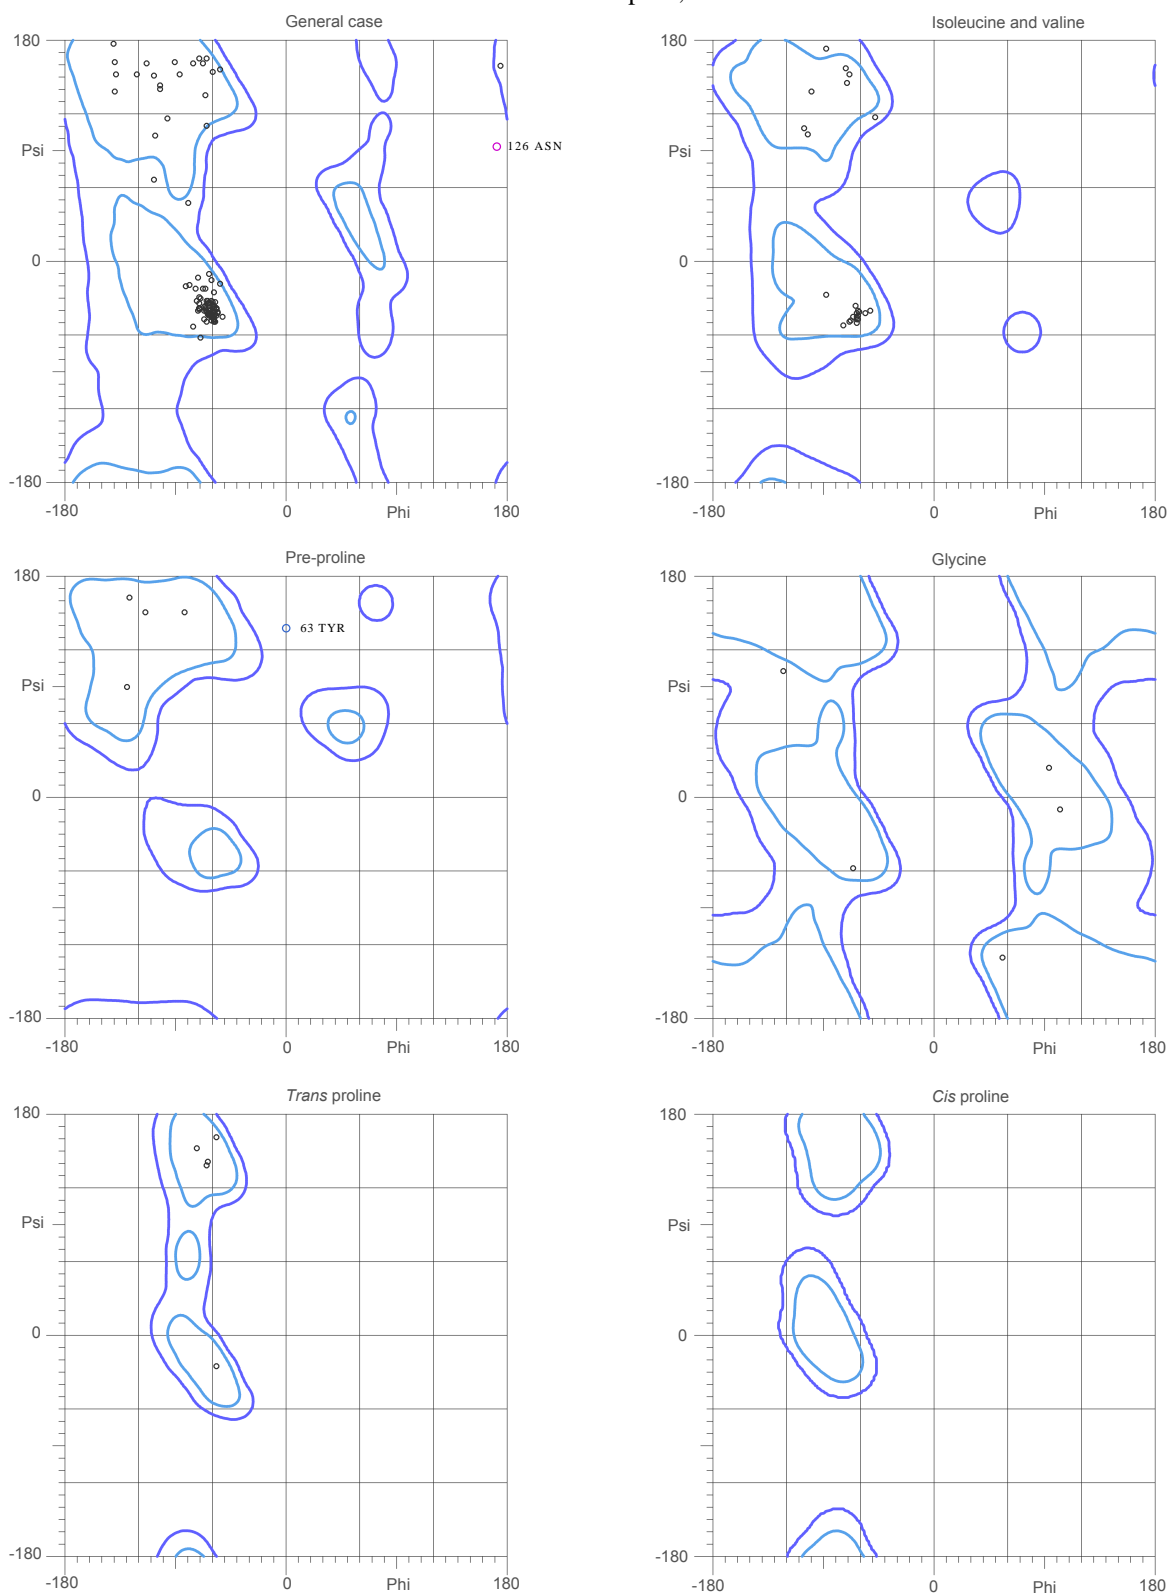 General case
Isoleucine and valine
180
Psi
126 ASN
0
-180
-180
0
Phi
180
180
Psi
0
-180
-180
0
Phi
180
Pre-proline
Glycine
180
63 TYR
Psi
0
-180
-180
0
Phi
180
180
Psi
0
-180
-180
0
Phi
180
Trans proline
Cis proline
180
Psi
0
-180
-180
0
Phi
180
180
Psi
0
-180
-180
0
Phi
180